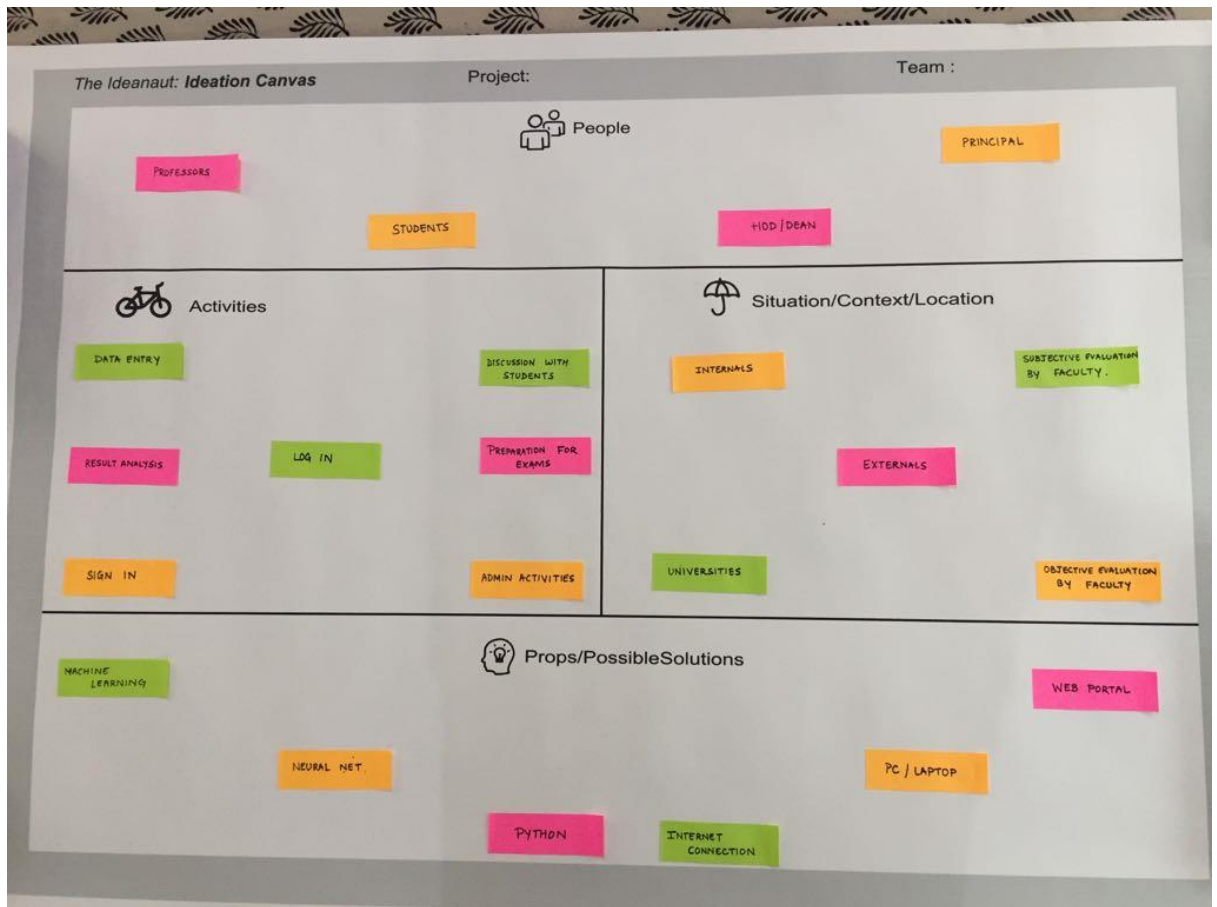 The Ideanaut: Ideation Canvas
Project:
Team :
People
PROFESSORS
STUDENTS
HOD/DEAN
PRINCIPAL
Activities
DATA ENTRY
DISCUSSION WITH
STUDENTS
RESULT ANALYSIS
LOG IN
PREPARATION FOR
EXAMS
SIGN IN
ADMIN ACTIVITIES
Situation/Context/Location
INTERNALS
SUBJECTIVE EVALUATION
BY FACULTY.
EXTERNALS
UNIVERSITIES
OBJECTIVE EVALUATION
BY FACULTY
Props/PossibleSolutions
MACHINE
LEARNING
NEURAL NET.
PYTHON
INTERNET
CONNECTION
PC / LAPTOP
WEB PORTAL